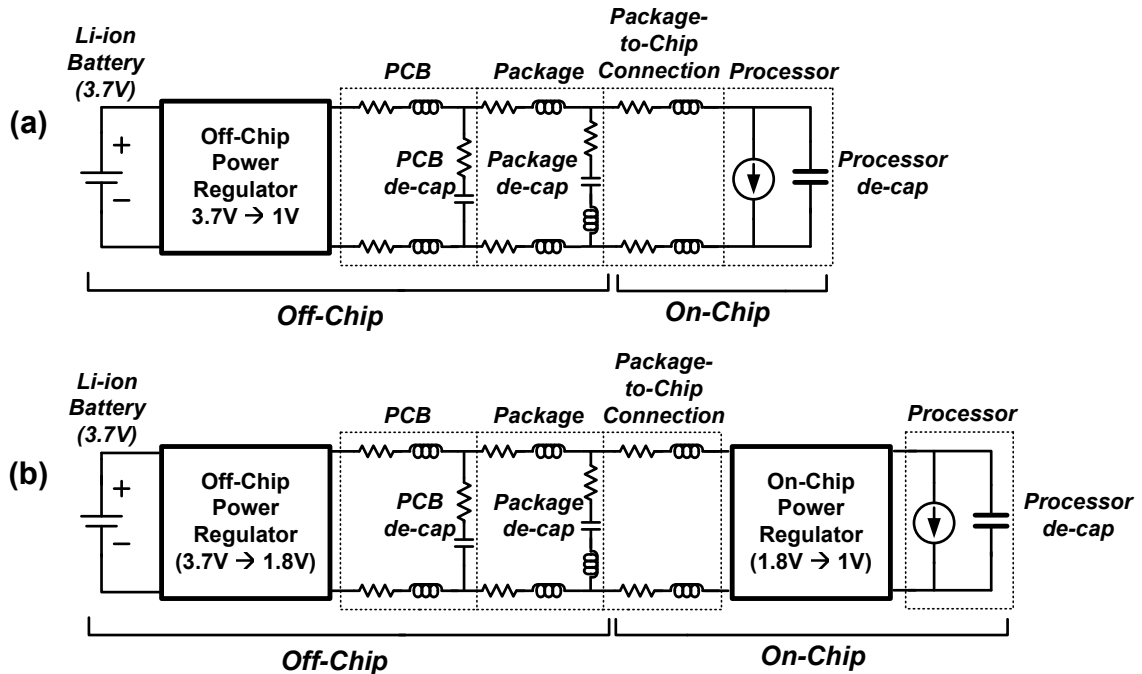 (a)
Li-ion
Battery
(3.7V)
+
−
Off-Chip
Power
Regulator
3.7V → 1V
PCB
PCB
de-cap
Package
Package
de-cap
Package-
to-Chip
Connection
Processor
Processor
de-cap
Off-Chip
On-Chip
(b)
Li-ion
Battery
(3.7V)
+
−
Off-Chip
Power
Regulator
(3.7V → 1.8V)
PCB
PCB
de-cap
Package
Package
de-cap
Package-
to-Chip
Connection
On-Chip
Power
Regulator
(1.8V → 1V)
Processor
Processor
de-cap
Off-Chip
On-Chip